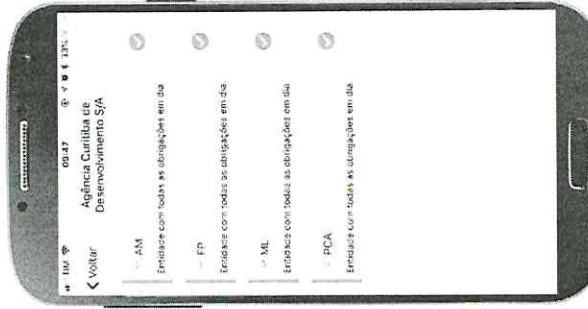 TIM 09:47 33%
Voltar
Agência Curitiba de
Desenvolvimento S/A
AM
Entidade com todas as obrigações em dia
FP
Entidade com todas as obrigações em dia
ML
Entidade com todas as obrigações em dia
PCA
Entidade com todas as obrigações em dia